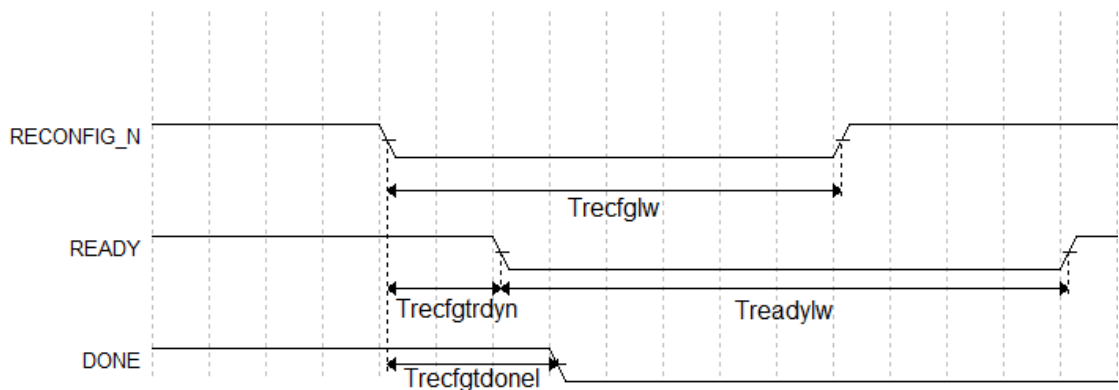 RECONFIG_N
Trecfglw
READY
Trecfgtrdyn Treadylw
DONE
Trecfgtdonel